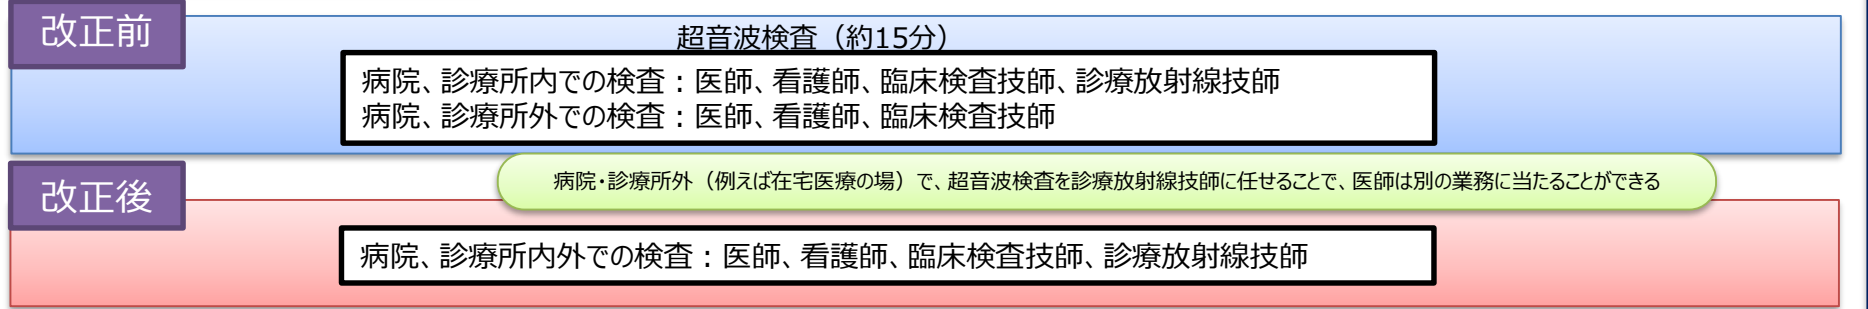 改正前
超音波検査（約15分）
病院、診療所内での検査：医師、看護師、臨床検査技師、診療放射線技師
病院、診療所外での検査：医師、看護師、臨床検査技師
病院・診療所外（例えば在宅医療の場）で、超音波検査を診療放射線技師に任せることで、医師は別の業務に当たることができる
改正後
病院、診療所内外での検査：医師、看護師、臨床検査技師、診療放射線技師